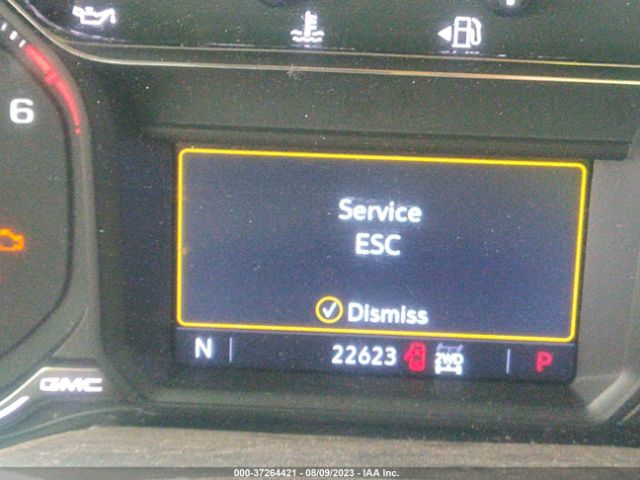 6
Service
ESC
Dismiss
N 22623 2WD P
GMC
000-37264421 - 08/09/2023 - IAA Inc.